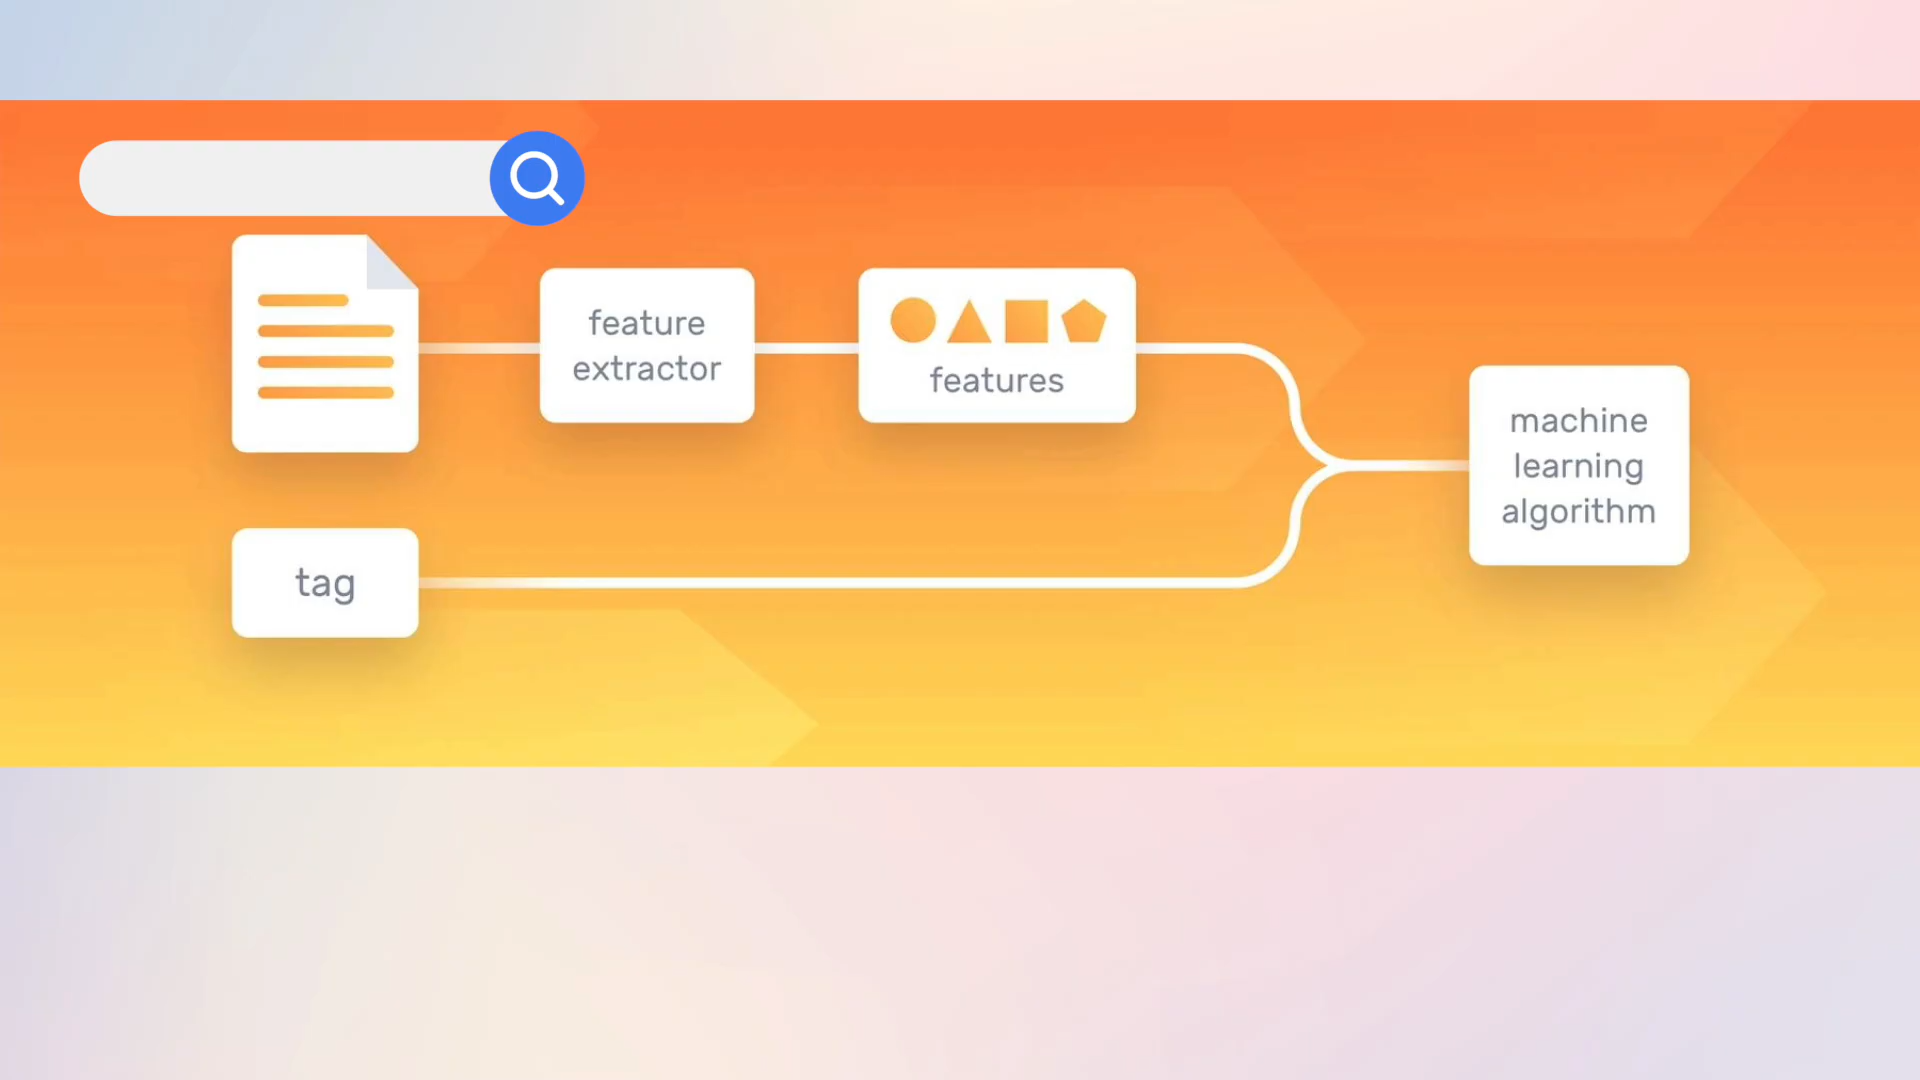 feature
extractor
features
machine
learning
algorithm
tag